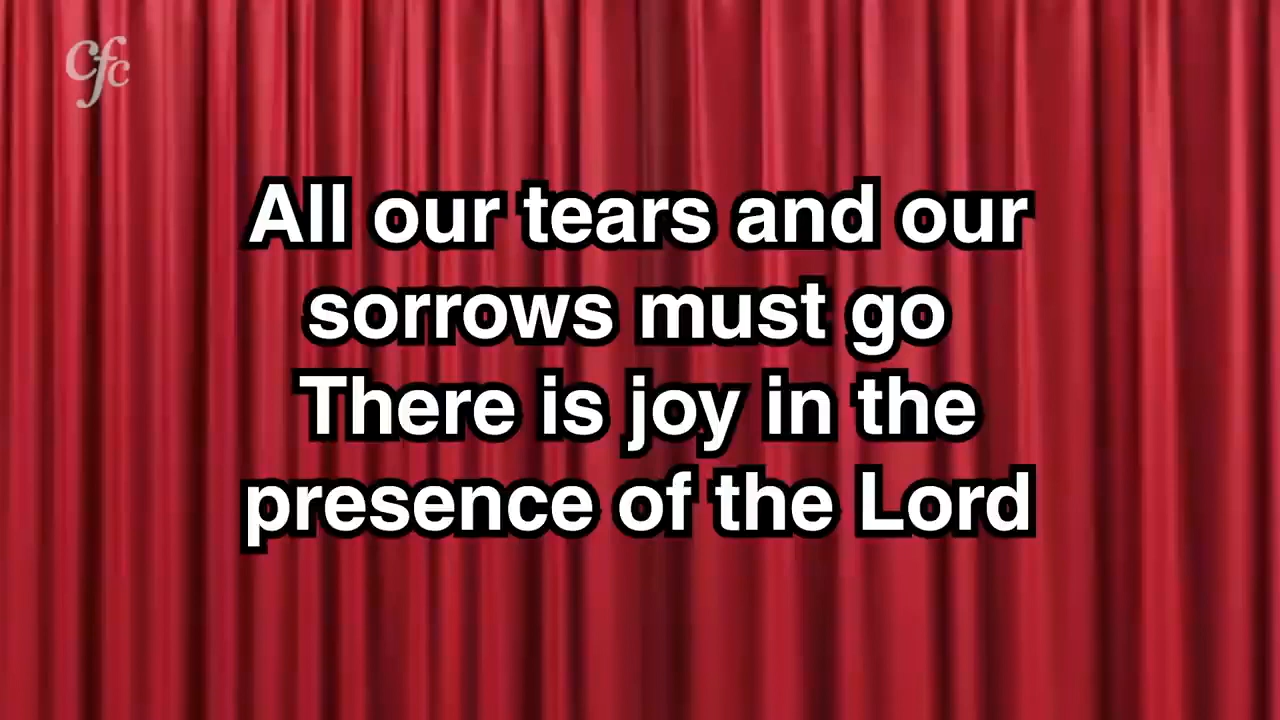 cfc
All our tears and our
sorrows must go
There is joy in the
presence of the Lord